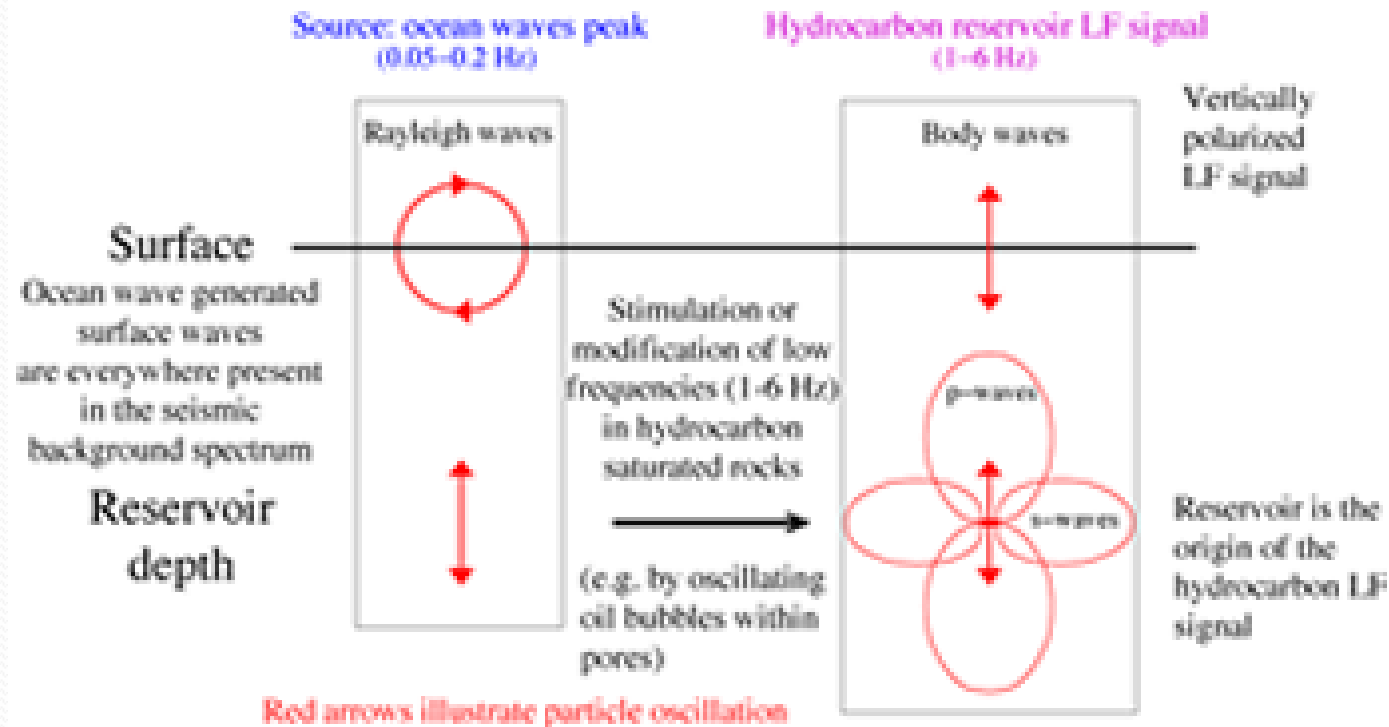 Source: ocean waves peak
(0.05–0.2 Hz)
Hydrocarbon reservoir LF signal
(1–6 Hz)
Rayleigh waves
Body waves
Vertically
polarized
LF signal
Surface
Ocean wave generated
surface waves
are everywhere present
in the seismic
background spectrum
Reservoir
depth
Stimulation or
modification of low
frequencies (1-6 Hz)
in hydrocarbon
saturated rocks
(e.g. by oscillating
oil bubbles within
pores)
p-waves
s-waves
Reservoir is the
origin of the
hydrocarbon LF
signal
Red arrows illustrate particle oscillation